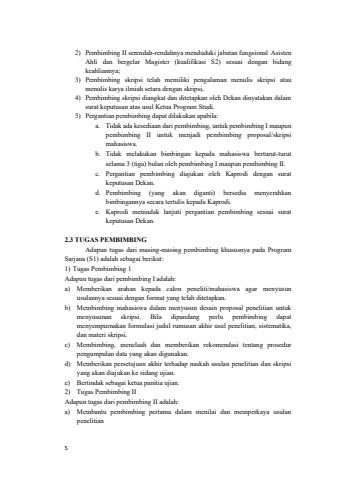 2) Pembimbing II serendah-rendahnya menduduki jabatan fungsional Asisten
Ahli dan bergelar Magister (kualifikasi S2) sesuai dengan bidang
keahliannya;
3) Pembimbing skripsi telah memiliki pengalaman menulis skripsi atau
menulis karya ilmiah setara dengan skripsi,
4) Pembimbing skripsi diangkat dan ditetapkan oleh Dekan dinyatakan dalam
surat keputusan atas usul Ketua Program Studi.
5) Pergantian pembimbing dapat dilakukan apabila:
a. Tidak ada kesediaan dari pembimbing, untuk pembimbing I maupun
pembimbing II untuk menjadi pembimbing proposal/skripsi
mahasiswa.
b. Tidak melakukan bimbingan kepada mahasiswa berturut-turut
selama 3 (tiga) bulan oleh pembimbing I maupun pembimbing II.
c. Pergantian pembimbing diajukan oleh Kaprodi dengan surat
keputusan Dekan.
d. Pembimbing (yang akan diganti) bersedia menyerahkan
bimbingannya secara tertulis kepada Kaprodi.
e. Kaprodi menindak lanjuti pergantian pembimbing sesuai surat
keputusan Dekan.
2.3 TUGAS PEMBIMBING
Adapun tugas dari masing-masing pembimbing khususnya pada Program
Sarjana (S1) adalah sebagai berikut:
1) Tugas Pembimbing 1
Adapun tugas dari pembimbing I adalah:
a) Memberikan arahan kepada calon peneliti/mahasiswa agar menyusun
usulannya sesuai dengan format yang telah ditetapkan.
b) Membimbing mahasiswa dalam menyusun desain proposal penelitian untuk
menyusunan skripsi. Bila dipandang perlu pembimbing dapat
menyempurnakan formulasi judul rumusan akhir usul penelitian, sistematika,
dan materi skripsi.
c) Membimbing, menelaah dan memberikan rekomendasi tentang prosedur
pengumpulan data yang akan digunakan.
d) Memberikan persetujuan akhir terhadap naskah usulan penelitian dan skripsi
yang akan diajukan ke sidang ujian.
e) Bertindak sebagai ketua panitia ujian.
2) Tugas Pembimbing II
Adapun tugas dari pembimbing II adalah:
a) Membantu pembimbing pertama dalam menilai dan memperkaya usulan
penelitian
5